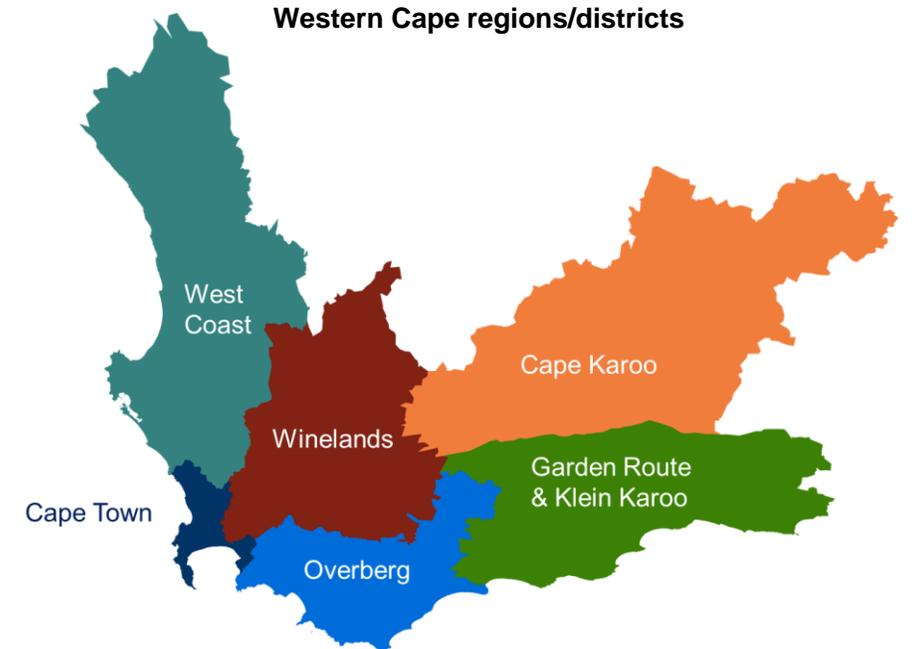 Western Cape regions/districts
West
Coast
Cape Karoo
Winelands
Garden Route
& Klein Karoo
Cape Town
Overberg